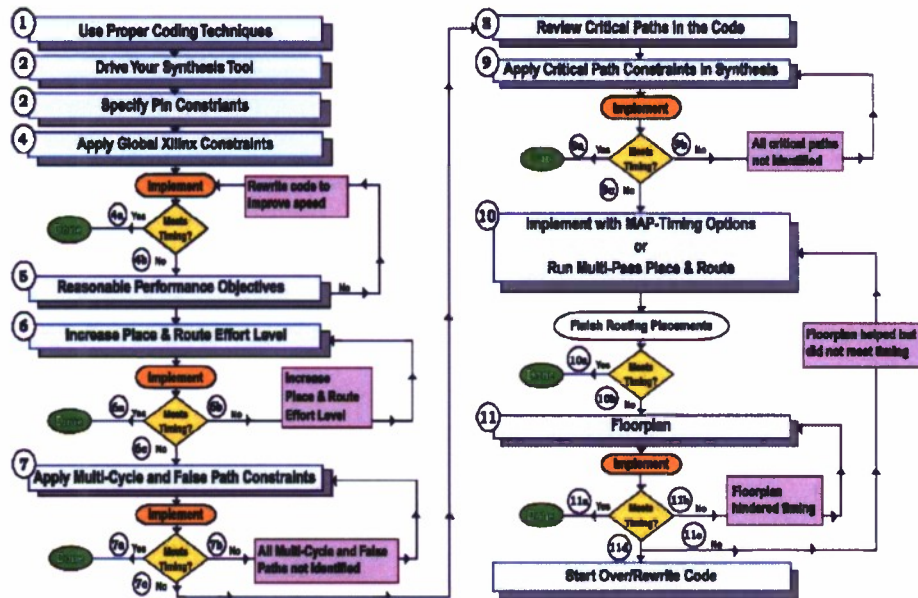 1
Use Proper Coding Techniques
2
Drive Your Synthesis Tool
2
Specify Pin Constriants
4
Apply Global Xilinx Constraints
Implement
Rewrite code to
improve speed
4a Yes
Meets
Timing?
4b No
5
Reasonable Performance Objectives
No
6
Increase Place & Route Effort Level
Implement
Increase
Place & Route
Effort Level
6a Yes
Meets
Timing?
6b No
6c No
7
Apply Multi-Cycle and False Path Constraints
Implement
7a Yes
Meets
Timing?
7b No
All Multi-Cycle and False
Paths not Identified
7c No
8
Review Critical Paths in the Code
9
Apply Critical Path Constraints in Synthesis
Implement
9a Yes
Meets
Timing?
9b No
All critical paths
not identified
9c No
10
Implement with MAP-Timing Options
or
Run Multi-Pass Place & Route
Finish Routing Placements
Floorplan helped but
did not meet timing
10a Yes
Meets
Timing?
10b No
11
Floorplan
Implement
11a Yes
Meets
Timing?
11b No
Floorplan
hindered timing
11c No
11d
Start Over/Rewrite Code